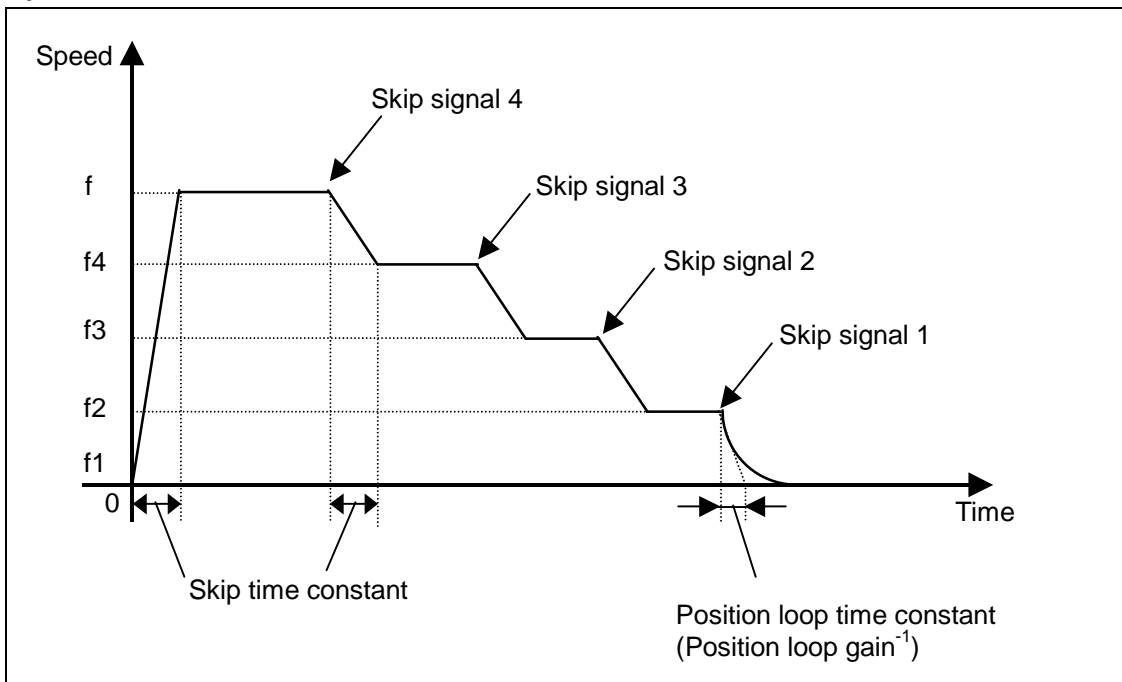 Speed
Skip signal 4
Skip signal 3
Skip signal 2
Skip signal 1
f
f4
f3
f2
f1
0
Time
Skip time constant
Position loop time constant
(Position loop gain⁻¹)